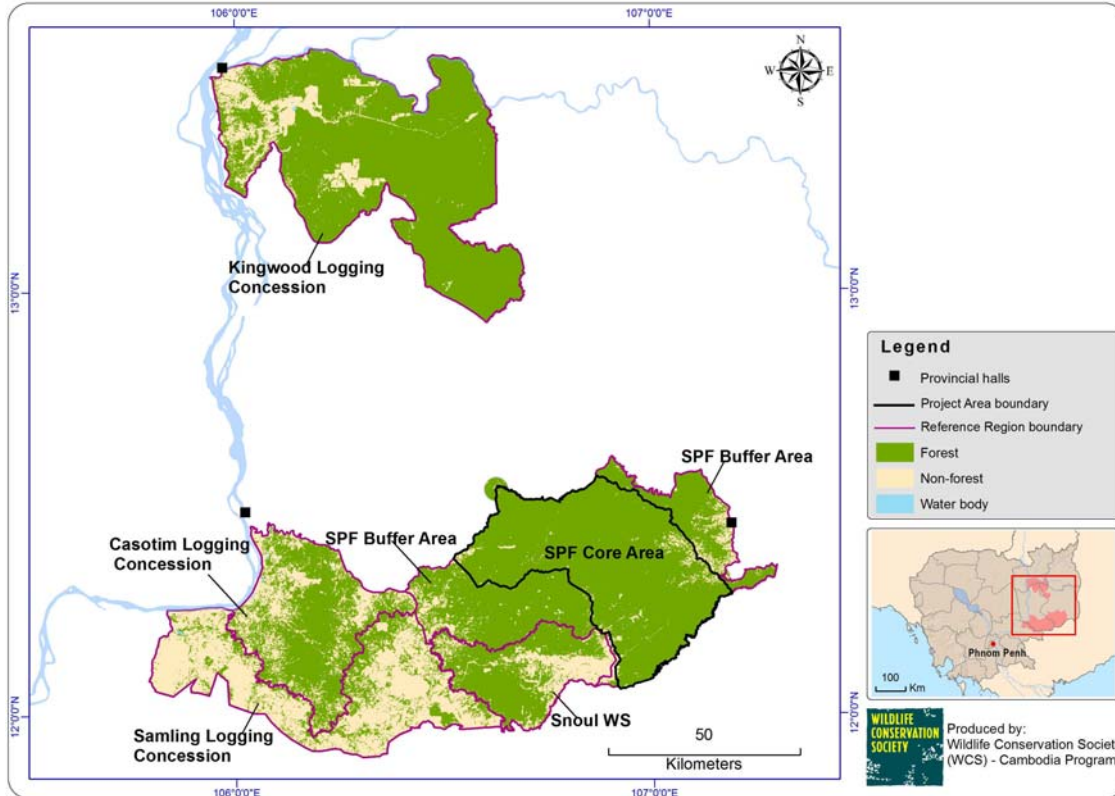 106°0'0"E
107°0'0"E
N
W
E
S
13°0'0"N
13°0'0"N
Kingwood Logging
Concession
SPF Buffer Area
SPF Buffer Area
SPF Core Area
Casotim Logging
Concession
12°0'0"N
12°0'0"N
Samling Logging
Concession
Snoul WS
50
Kilometers
106°0'0"E
107°0'0"E
Legend
Provincial halls
Project Area boundary
Reference Region boundary
Forest
Non-forest
Water body
Phnom Penh
100
Km
WILDLIFE
CONSERVATION
SOCIETY
Produced by:
Wildlife Conservation Societ
(WCS) - Cambodia Program